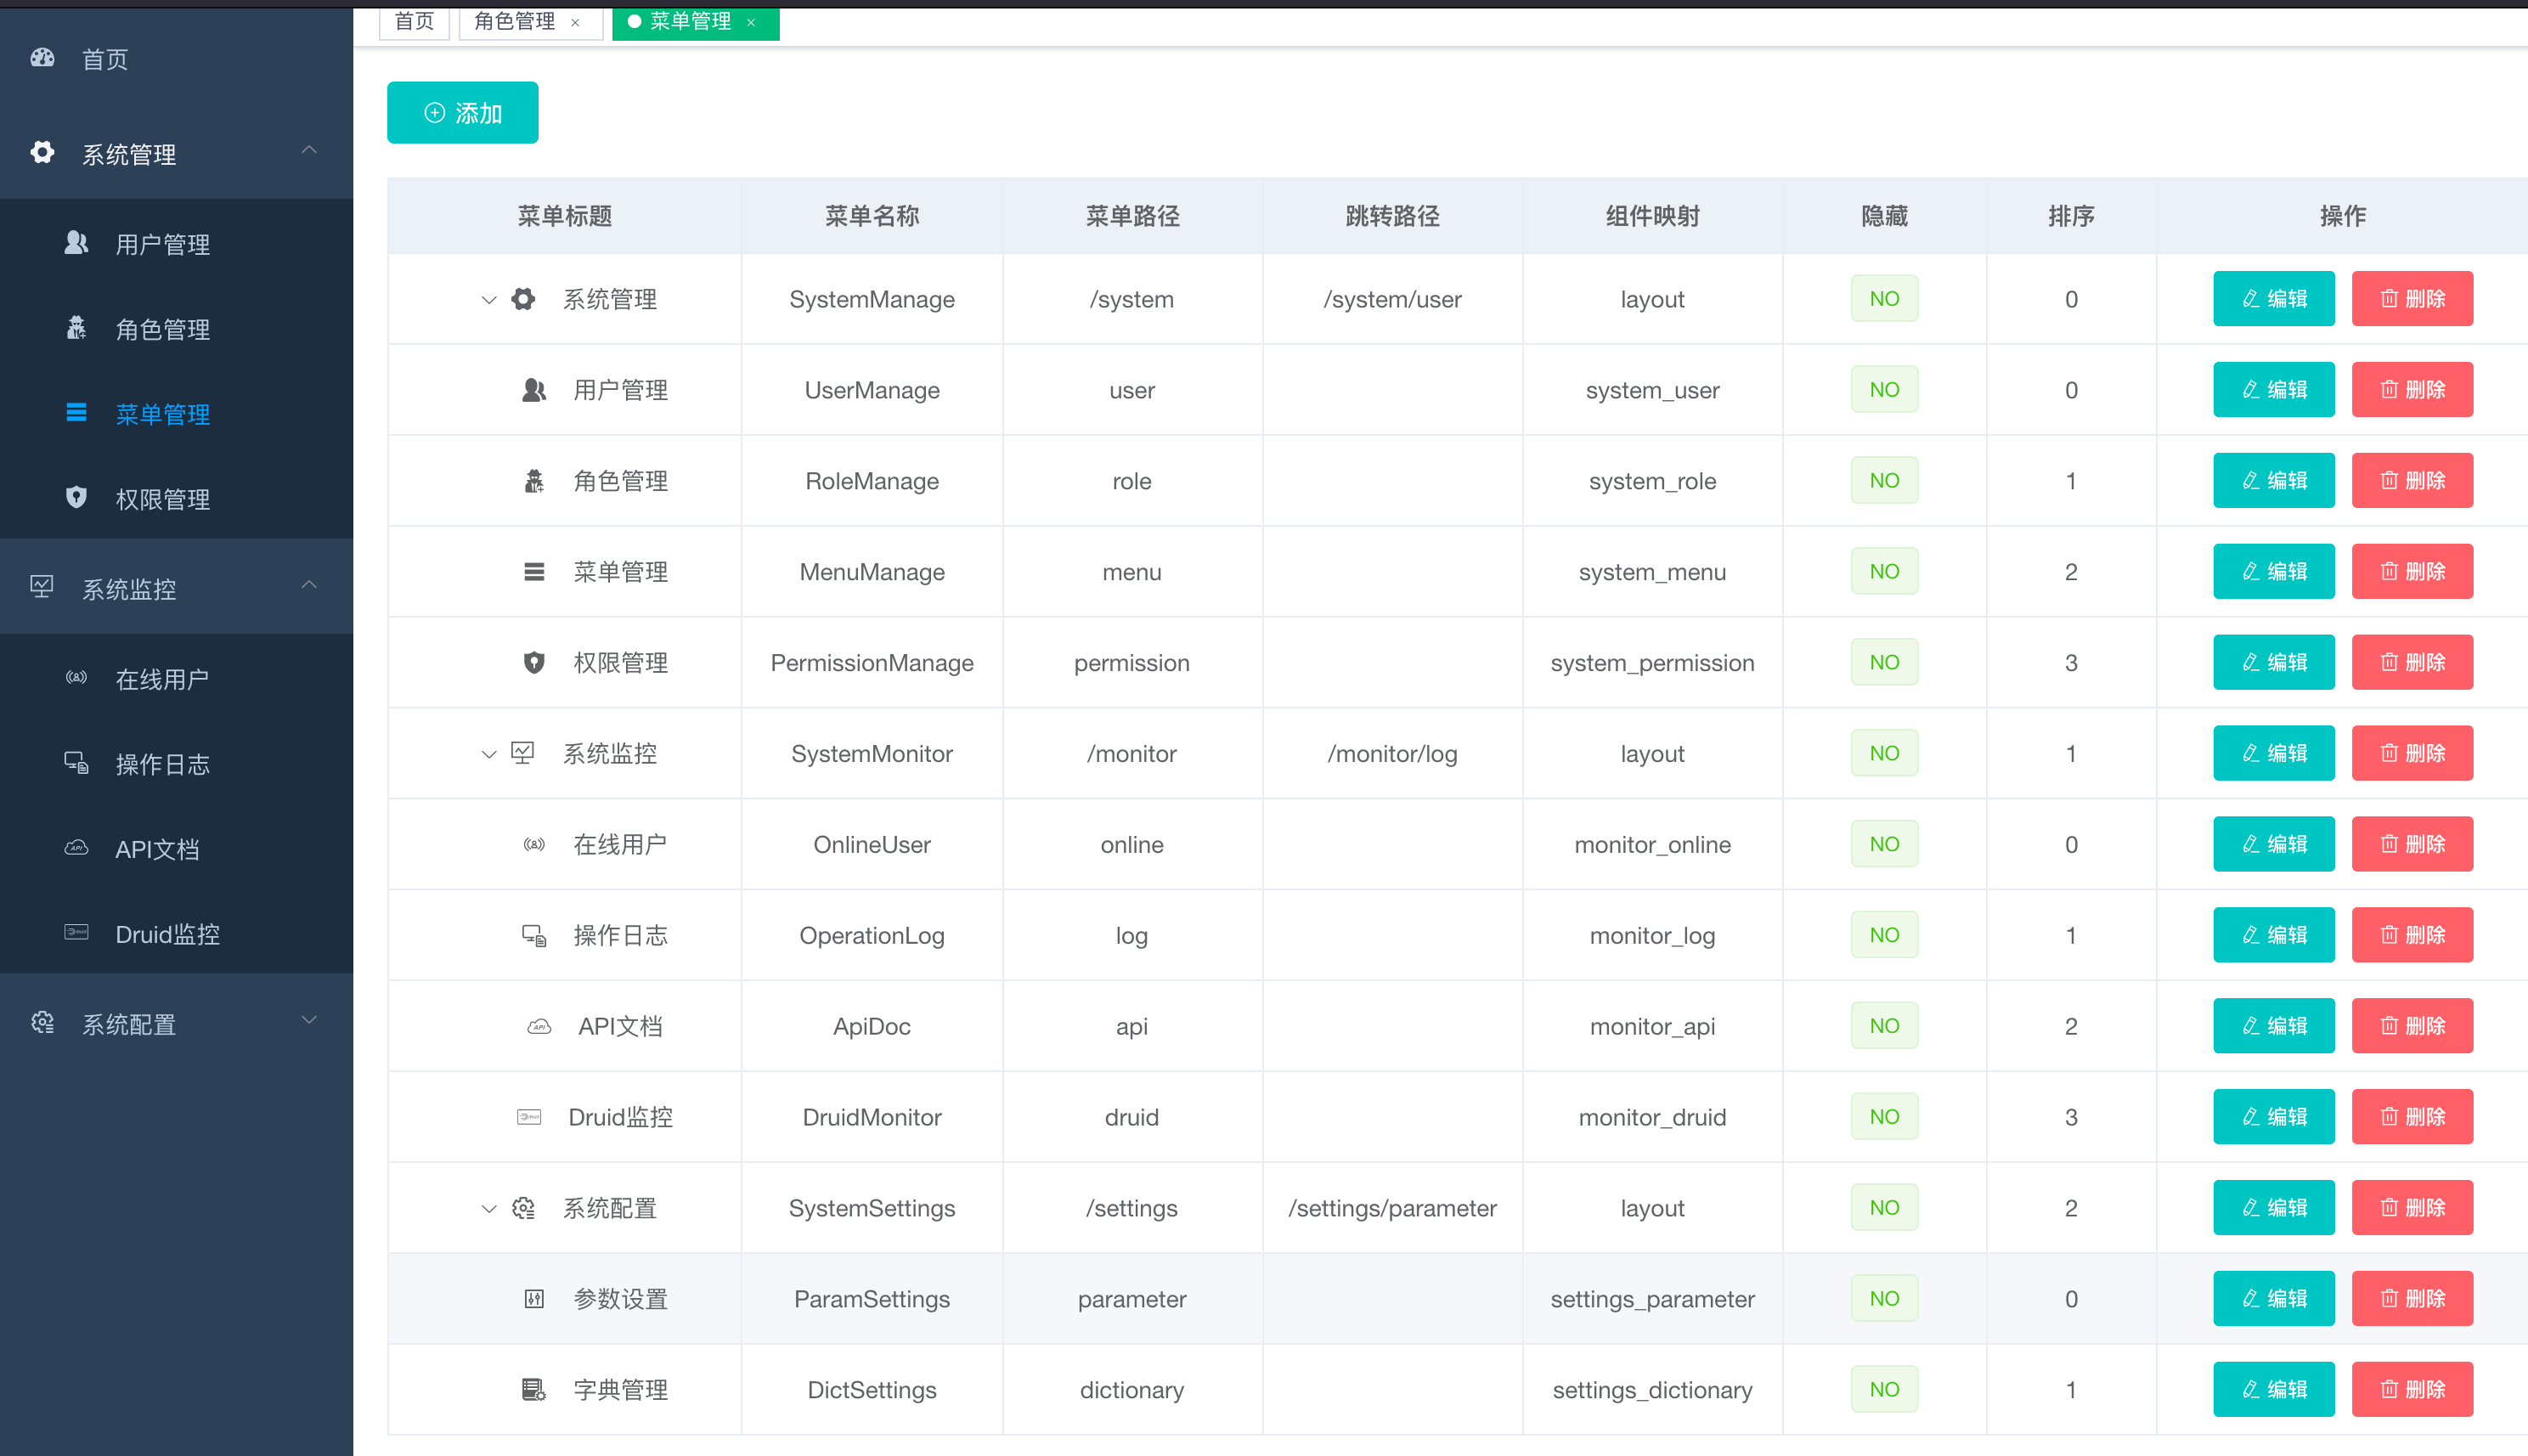 首页 角色管理 × 菜单管理 ×
首页
系统管理
用户管理
角色管理
菜单管理
权限管理
系统监控
在线用户
操作日志
API文档
Druid监控
系统配置
添加
菜单标题 菜单名称 菜单路径 跳转路径 组件映射 隐藏 排序 操作
系统管理 SystemManage /system /system/user layout NO 0 编辑 删除
用户管理 UserManage user system_user NO 0 编辑 删除
角色管理 RoleManage role system_role NO 1 编辑 删除
菜单管理 MenuManage menu system_menu NO 2 编辑 删除
权限管理 PermissionManage permission system_permission NO 3 编辑 删除
系统监控 SystemMonitor /monitor /monitor/log layout NO 1 编辑 删除
在线用户 OnlineUser online monitor_online NO 0 编辑 删除
操作日志 OperationLog log monitor_log NO 1 编辑 删除
API文档 ApiDoc api monitor_api NO 2 编辑 删除
Druid监控 DruidMonitor druid monitor_druid NO 3 编辑 删除
系统配置 SystemSettings /settings /settings/parameter layout NO 2 编辑 删除
参数设置 ParamSettings parameter settings_parameter NO 0 编辑 删除
字典管理 DictSettings dictionary settings_dictionary NO 1 编辑 删除